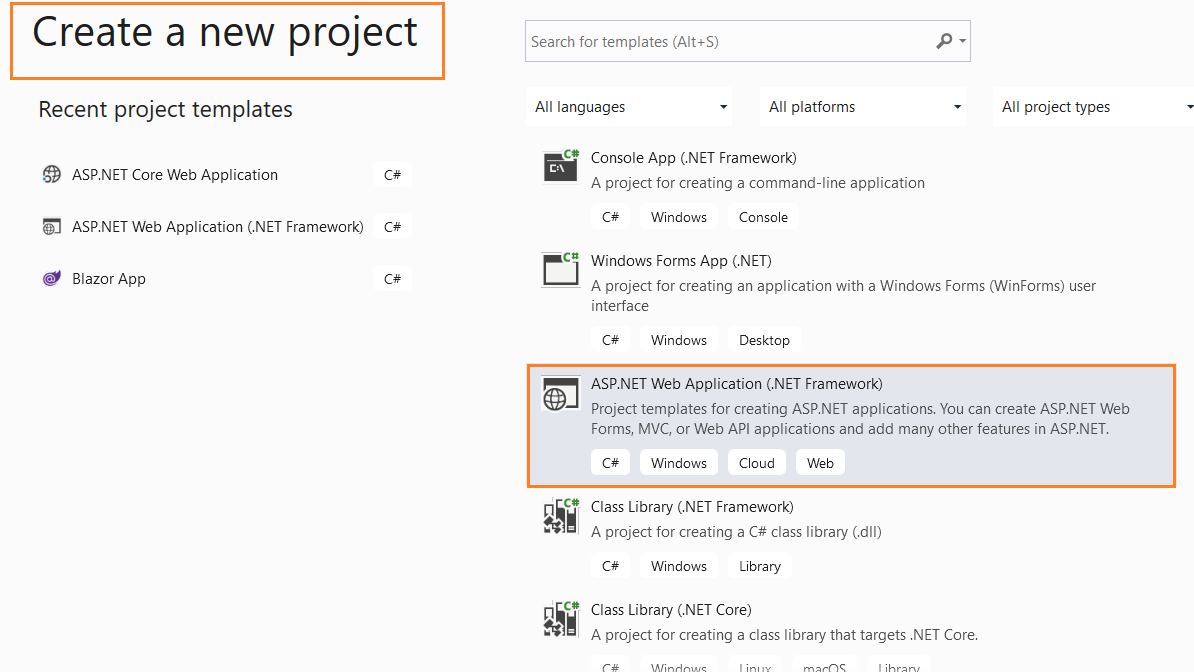 Create a new project
Recent project templates
ASP.NET Core Web Application C#
ASP.NET Web Application (.NET Framework) C#
Blazor App C#
Search for templates (Alt+S)
All languages All platforms All project types
C#
C:\
Console App (.NET Framework)
A project for creating a command-line application
C# Windows Console
C#
Windows Forms App (.NET)
A project for creating an application with a Windows Forms (WinForms) user
interface
C# Windows Desktop
ASP.NET Web Application (.NET Framework)
Project templates for creating ASP.NET applications. You can create ASP.NET Web
Forms, MVC, or Web API applications and add many other features in ASP.NET.
C# Windows Cloud Web
C#
Class Library (.NET Framework)
A project for creating a C# class library (.dll)
C# Windows Library
C#
Class Library (.NET Core)
A project for creating a class library that targets .NET Core.
C# Windows Linux macOS Library